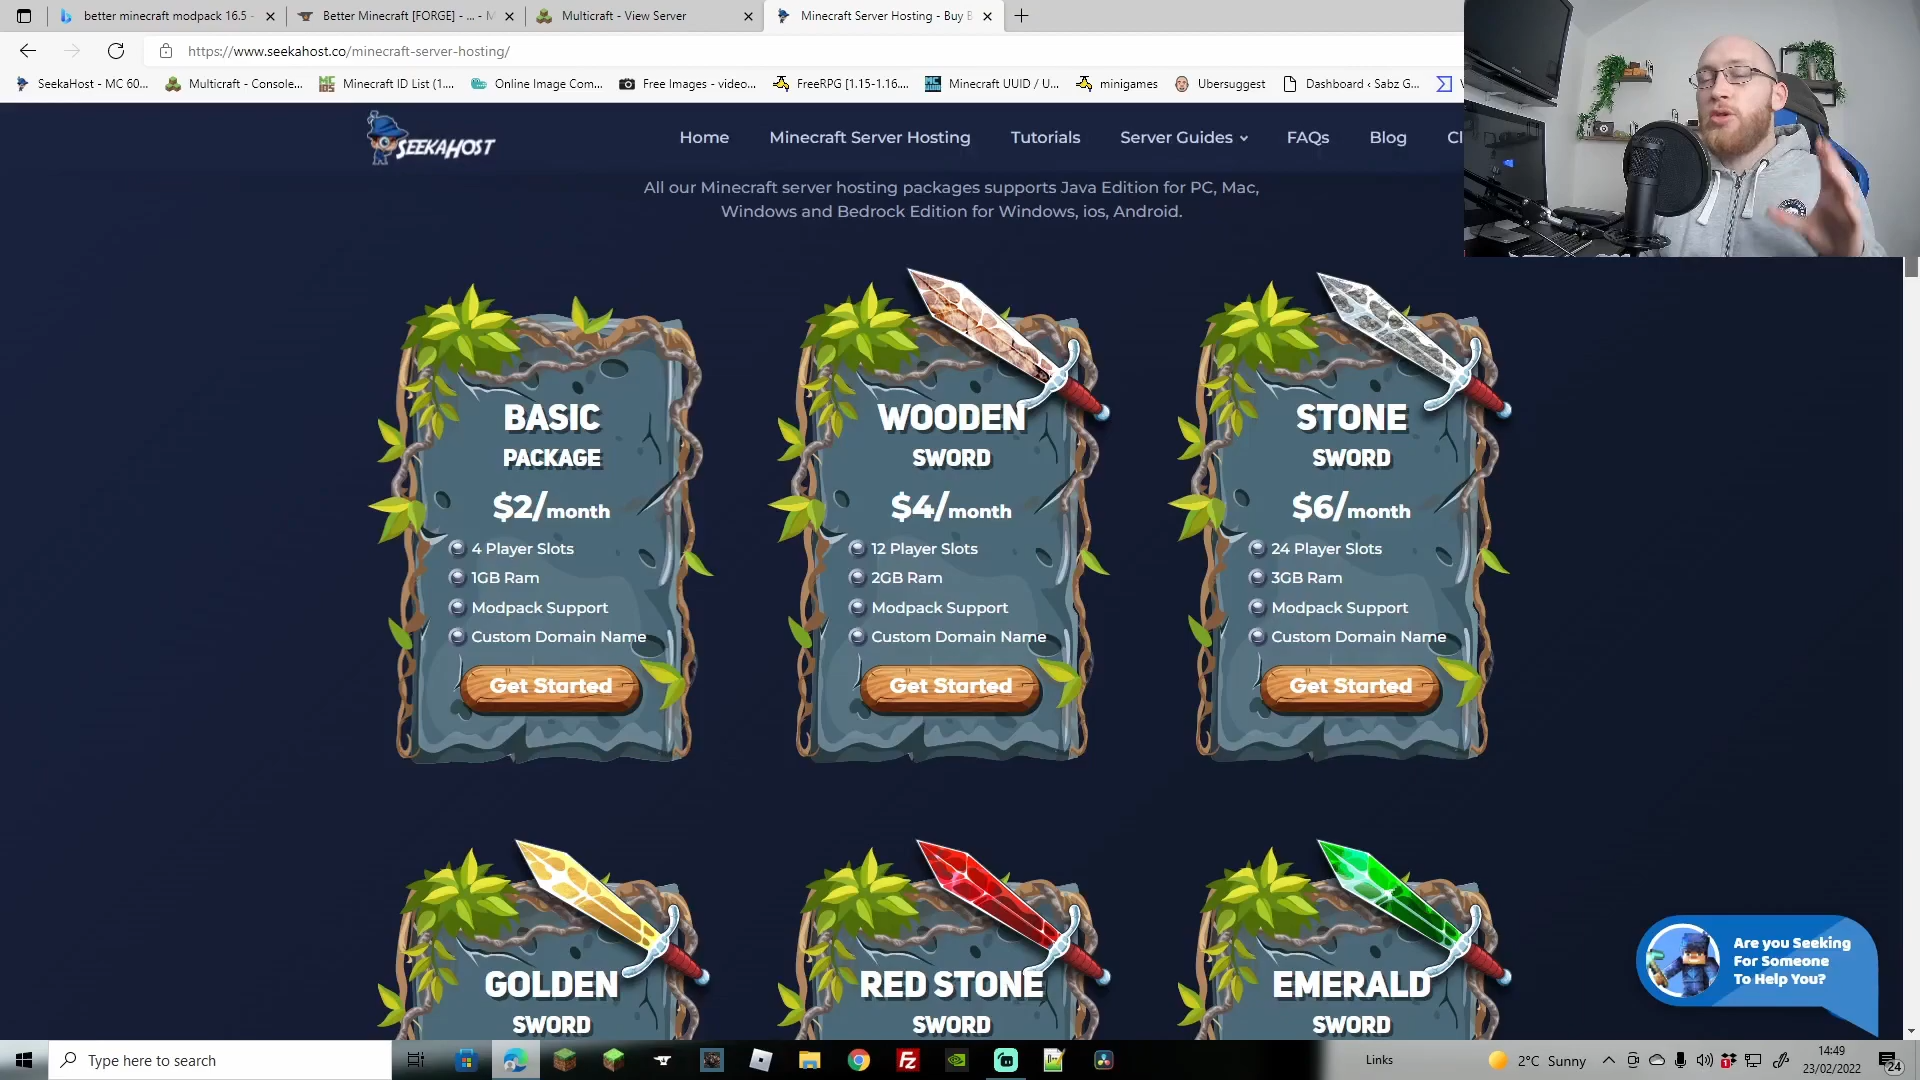 better minecraft modpack 16.5 -
Better Minecraft [FORGE] - ... - M
Multicraft - View Server
Minecraft Server Hosting - Buy B
https://www.seekahost.co/minecraft-server-hosting/
SeekaHost - MC 60...
Multicraft - Console...
Minecraft ID List (1....
Online Image Com...
Free Images - video...
FreeRPG [1.15-1.16....
Minecraft UUID / U...
minigames
Ubersuggest
Dashboard ‹ Sabz G...
SEEKAHOST
Home
Minecraft Server Hosting
Tutorials
Server Guides
FAQs
Blog
Cl
All our Minecraft server hosting packages supports Java Edition for PC, Mac,
Windows and Bedrock Edition for Windows, ios, Android.
BASIC
PACKAGE
$2/month
4 Player Slots
1GB Ram
Modpack Support
Custom Domain Name
Get Started
WOODEN
SWORD
$4/month
12 Player Slots
2GB Ram
Modpack Support
Custom Domain Name
Get Started
STONE
SWORD
$6/month
24 Player Slots
3GB Ram
Modpack Support
Custom Domain Name
Get Started
GOLDEN
SWORD
RED STONE
SWORD
EMERALD
SWORD
Are you Seeking
For Someone
To Help You?
Type here to search
Links
2°C Sunny
14:49
23/02/2022
24